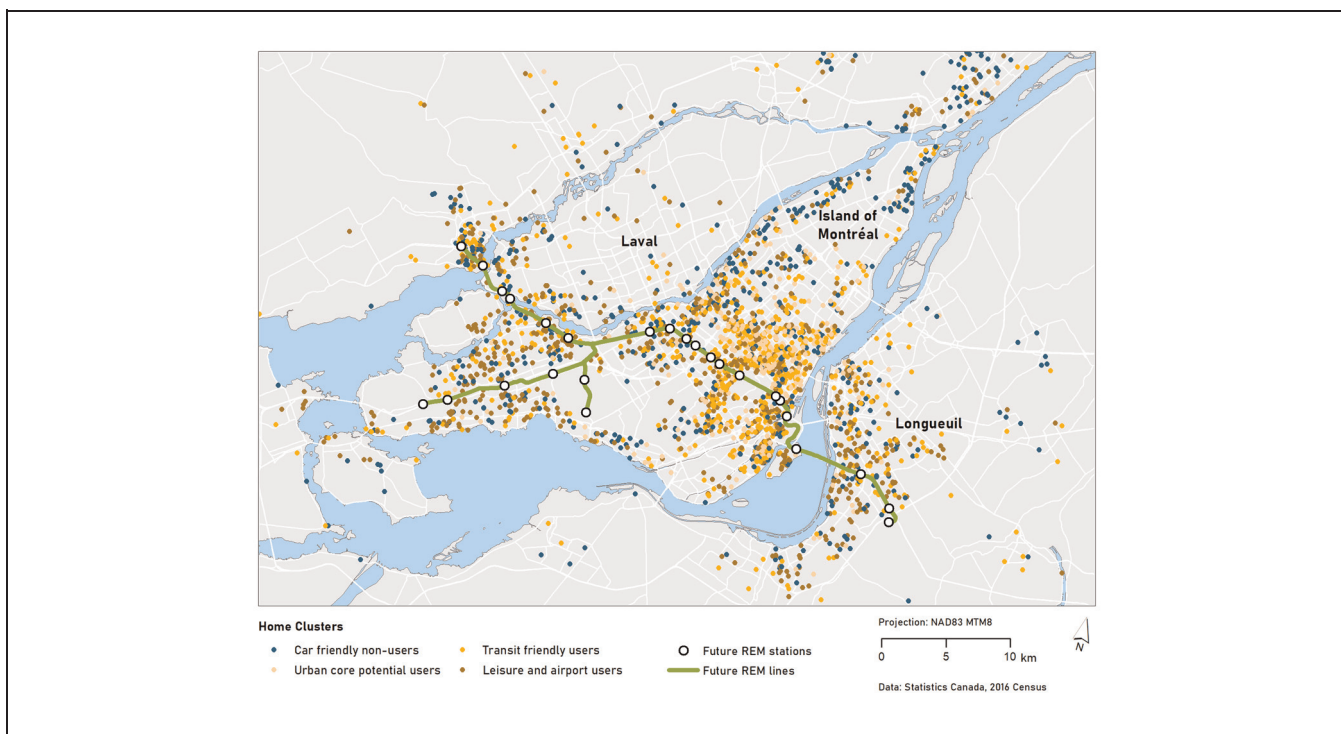 Laval
Island of
Montréal
Longueuil
Home Clusters
Car friendly non-users
Transit friendly users
Future REM stations
Urban core potential users
Leisure and airport users
Future REM lines
Projection: NAD83 MTM8
0 5 10 km
N
Data: Statistics Canada, 2016 Census